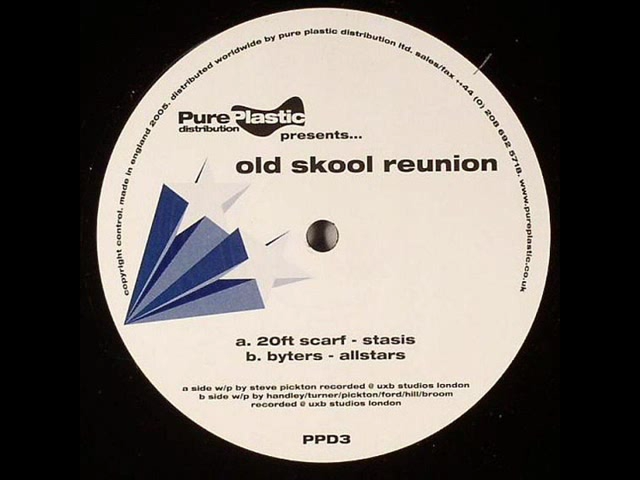 copyright control. made in england 2005. distributed worldwide by pure plastic distribution ltd. sales/fax ++44 (0) 208 692 5718. www.pureplastic.co.uk
Pure Plastic
distribution
presents...
old skool reunion
a. 20ft scarf - stasis
b. byters - allstars
a side w/p by steve pickton recorded @ uxb studios london
b side w/p by handley/turner/pickton/ford/hill/broom
recorded @ uxb studios london
PPD3